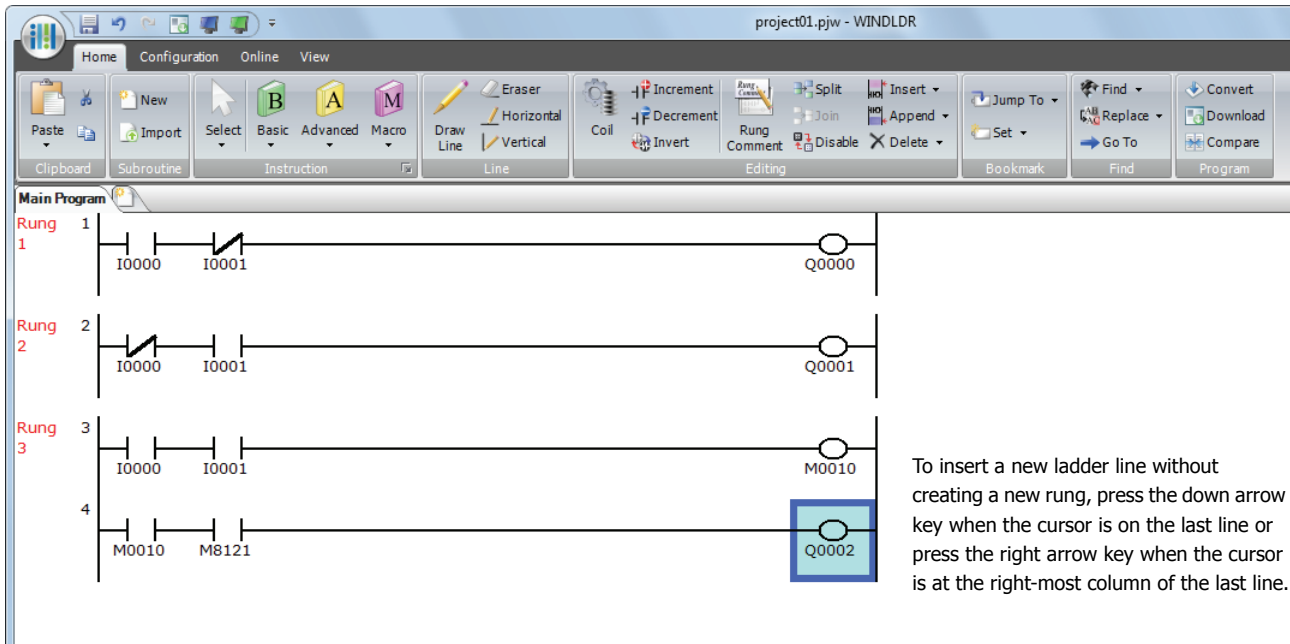 project01.pjw - WINDLDR
Home Configuration Online View
Paste
Clipboard
New
Import
Subroutine
Select Basic Advanced Macro
B A M
Instruction
Draw
Line
Eraser
Horizontal
Vertical
Line
Coil
Increment
Decrement
Invert
Rung
Comment
Split
Join
Disable
Insert
Append
Delete
Editing
Jump To
Set
Bookmark
Find
Replace
Go To
Find
Convert
Download
Compare
Program
Main Program
Rung 1
1
I0000 I0001 Q0000
Rung 2
2
I0000 I0001 Q0001
Rung 3
3
I0000 I0001 M0010
4
M0010 M8121 Q0002
To insert a new ladder line without
creating a new rung, press the down arrow
key when the cursor is on the last line or
press the right arrow key when the cursor
is at the right-most column of the last line.